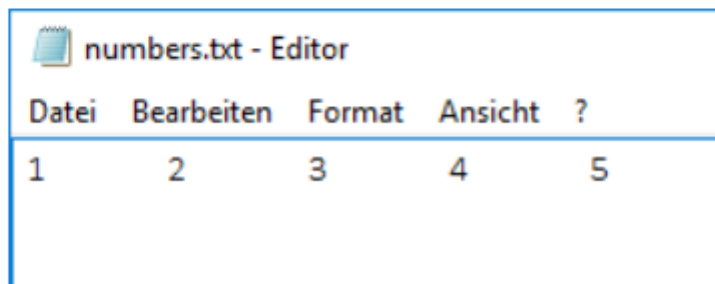 numbers.txt - Editor
Datei Bearbeiten Format Ansicht ?
1 2 3 4 5